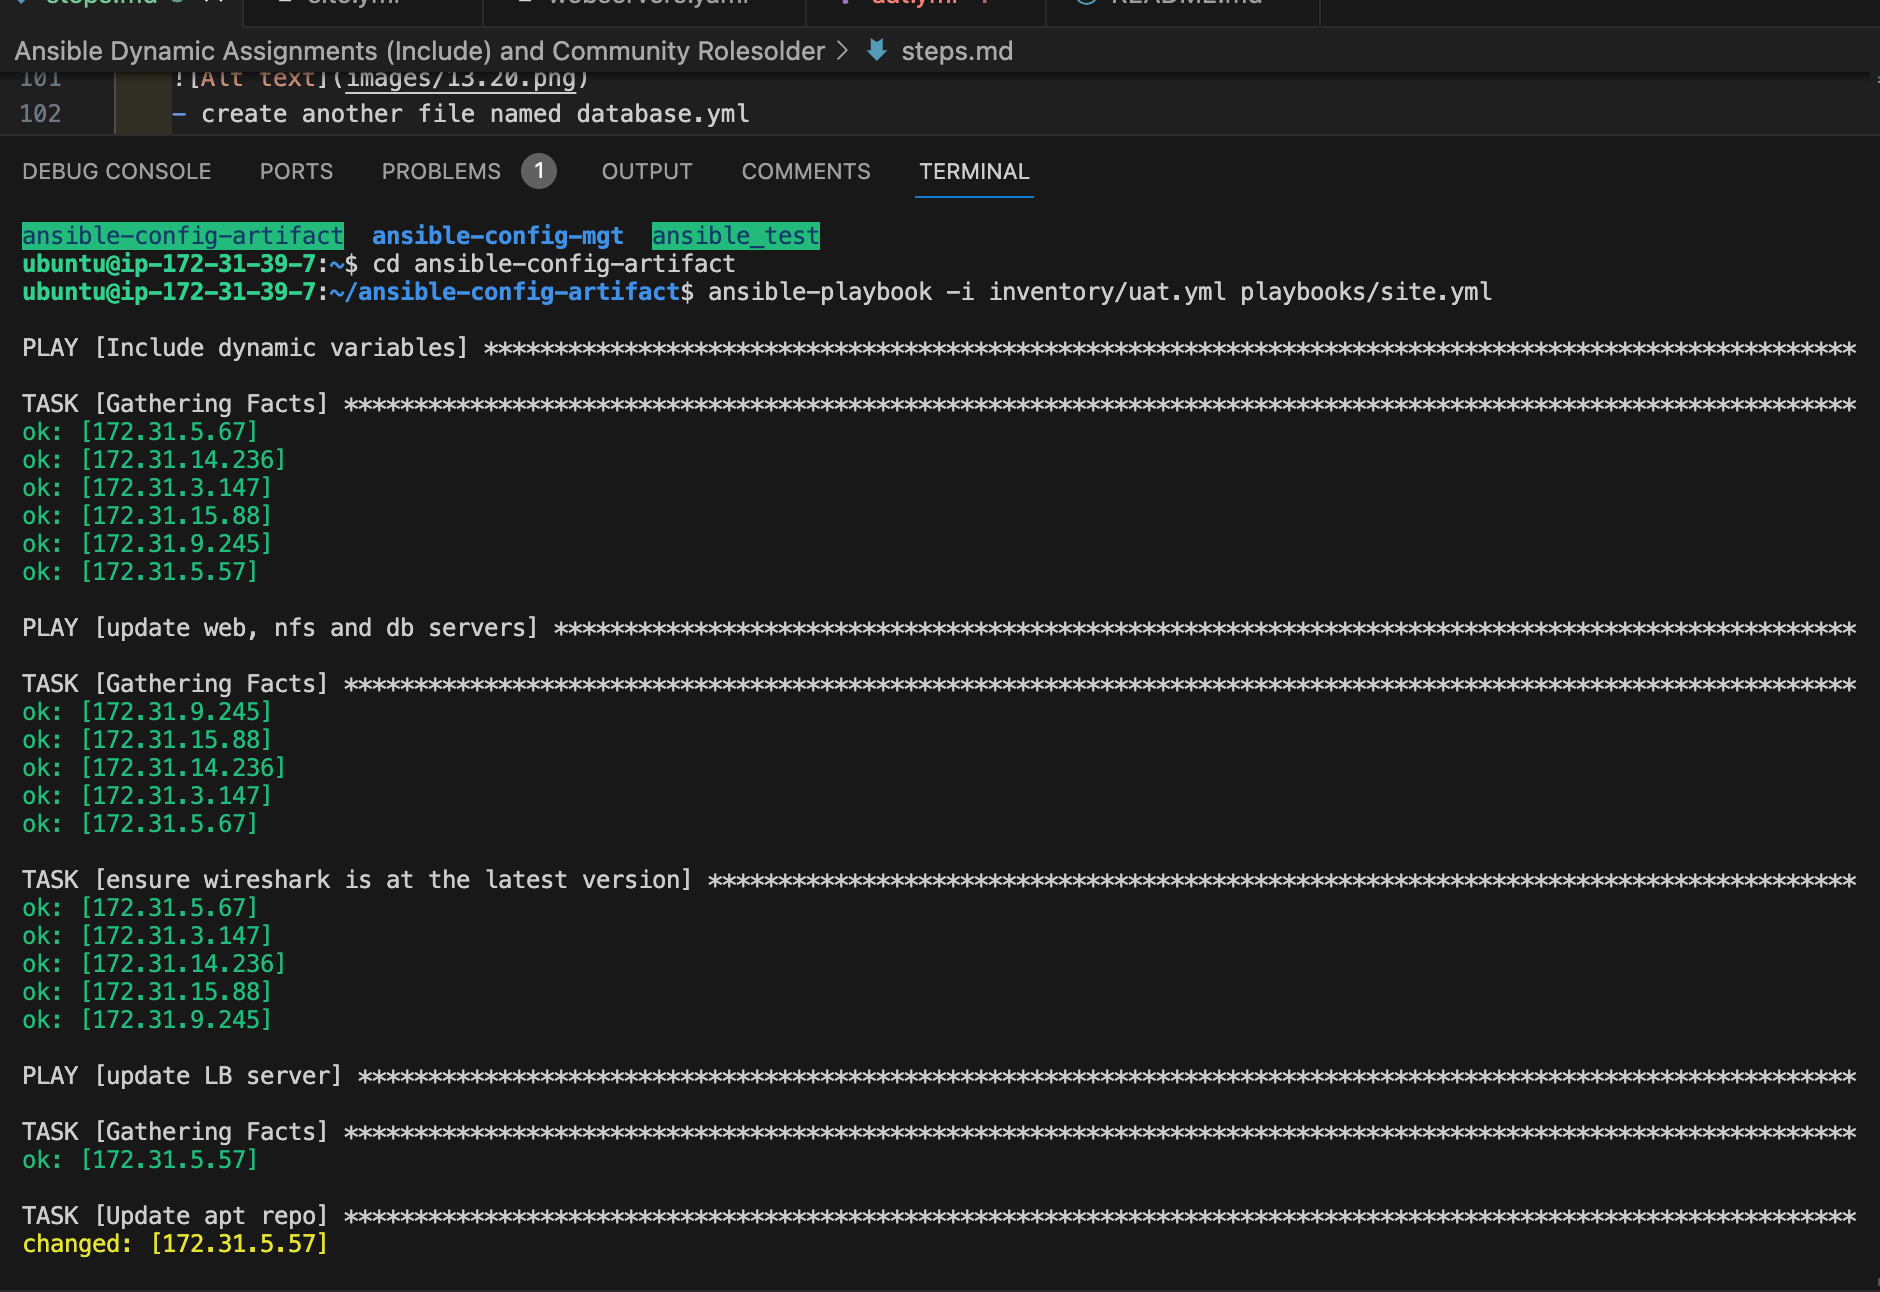 steps.md site.yml webservers.yaml uat.yml README.md
Ansible Dynamic Assignments (Include) and Community Rolesolder > steps.md
101 ![Alt text](images/13.20.png)
102 - create another file named database.yml
DEBUG CONSOLE PORTS PROBLEMS 1 OUTPUT COMMENTS TERMINAL
ansible-config-artifact ansible-config-mgt ansible_test
ubuntu@ip-172-31-39-7:~$ cd ansible-config-artifact
ubuntu@ip-172-31-39-7:~/ansible-config-artifact$ ansible-playbook -i inventory/uat.yml playbooks/site.yml
PLAY [Include dynamic variables] **************************************************************************************************
TASK [Gathering Facts] ************************************************************************************************************
ok: [172.31.5.67]
ok: [172.31.14.236]
ok: [172.31.3.147]
ok: [172.31.15.88]
ok: [172.31.9.245]
ok: [172.31.5.57]
PLAY [update web, nfs and db servers] *********************************************************************************************
TASK [Gathering Facts] ************************************************************************************************************
ok: [172.31.9.245]
ok: [172.31.15.88]
ok: [172.31.14.236]
ok: [172.31.3.147]
ok: [172.31.5.67]
TASK [ensure wireshark is at the latest version] **********************************************************************************
ok: [172.31.5.67]
ok: [172.31.3.147]
ok: [172.31.14.236]
ok: [172.31.15.88]
ok: [172.31.9.245]
PLAY [update LB server] ***********************************************************************************************************
TASK [Gathering Facts] ************************************************************************************************************
ok: [172.31.5.57]
TASK [Update apt repo] ************************************************************************************************************
changed: [172.31.5.57]